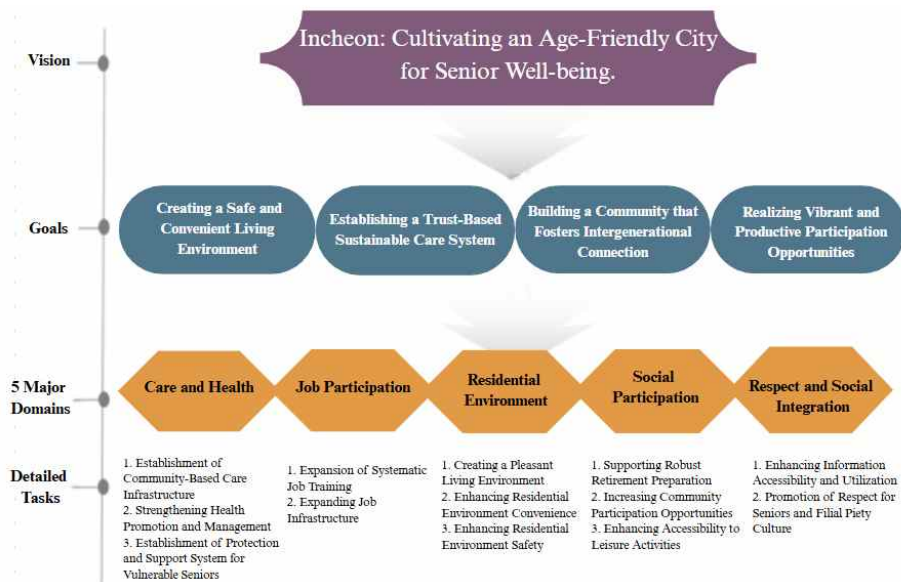 Vision
Incheon: Cultivating an Age-Friendly City
for Senior Well-being.
Goals
Creating a Safe and
Convenient Living
Environment
Establishing a Trust-Based
Sustainable Care System
Building a Community that
Fosters Intergenerational
Connection
Realizing Vibrant and
Productive Participation
Opportunities
5 Major
Domains
Care and Health
Job Participation
Residential
Environment
Social
Participation
Respect and Social
Integration
Detailed
Tasks
1. Establishment of
Community-Based Care
Infrastructure
2. Strengthening Health
Promotion and Management
3. Establishment of Protection
and Support System for
Vulnerable Seniors
1. Expansion of Systematic
Job Training
2. Expanding Job
Infrastructure
1. Creating a Pleasant
Living Environment
2. Enhancing Residential
Environment Convenience
3. Enhancing Residential
Environment Safety
1. Supporting Robust
Retirement Preparation
2. Increasing Community
Participation Opportunities
3. Enhancing Accessibility to
Leisure Activities
1. Enhancing Information
Accessibility and Utilization
2. Promotion of Respect for
Seniors and Filial Piety
Culture